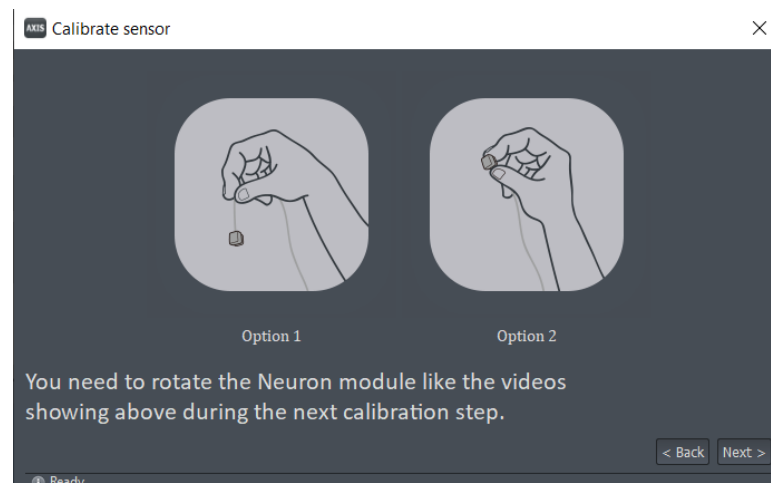 AXIS Calibrate sensor
Option 1 Option 2
You need to rotate the Neuron module like the videos
showing above during the next calibration step.
< Back Next >
Ready